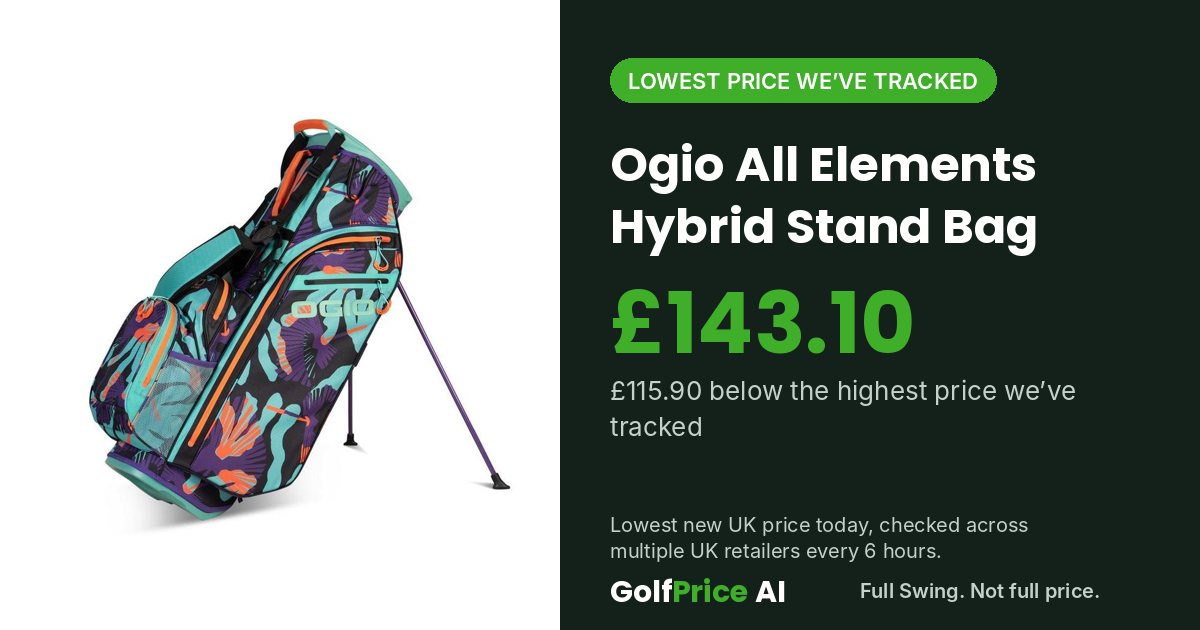 OGIO
LOWEST PRICE WE’VE TRACKED
Ogio All Elements
Hybrid Stand Bag
£143.10
£115.90 below the highest price we’ve
tracked
Lowest new UK price today, checked across
multiple UK retailers every 6 hours.
GolfPrice AI
Full Swing. Not full price.